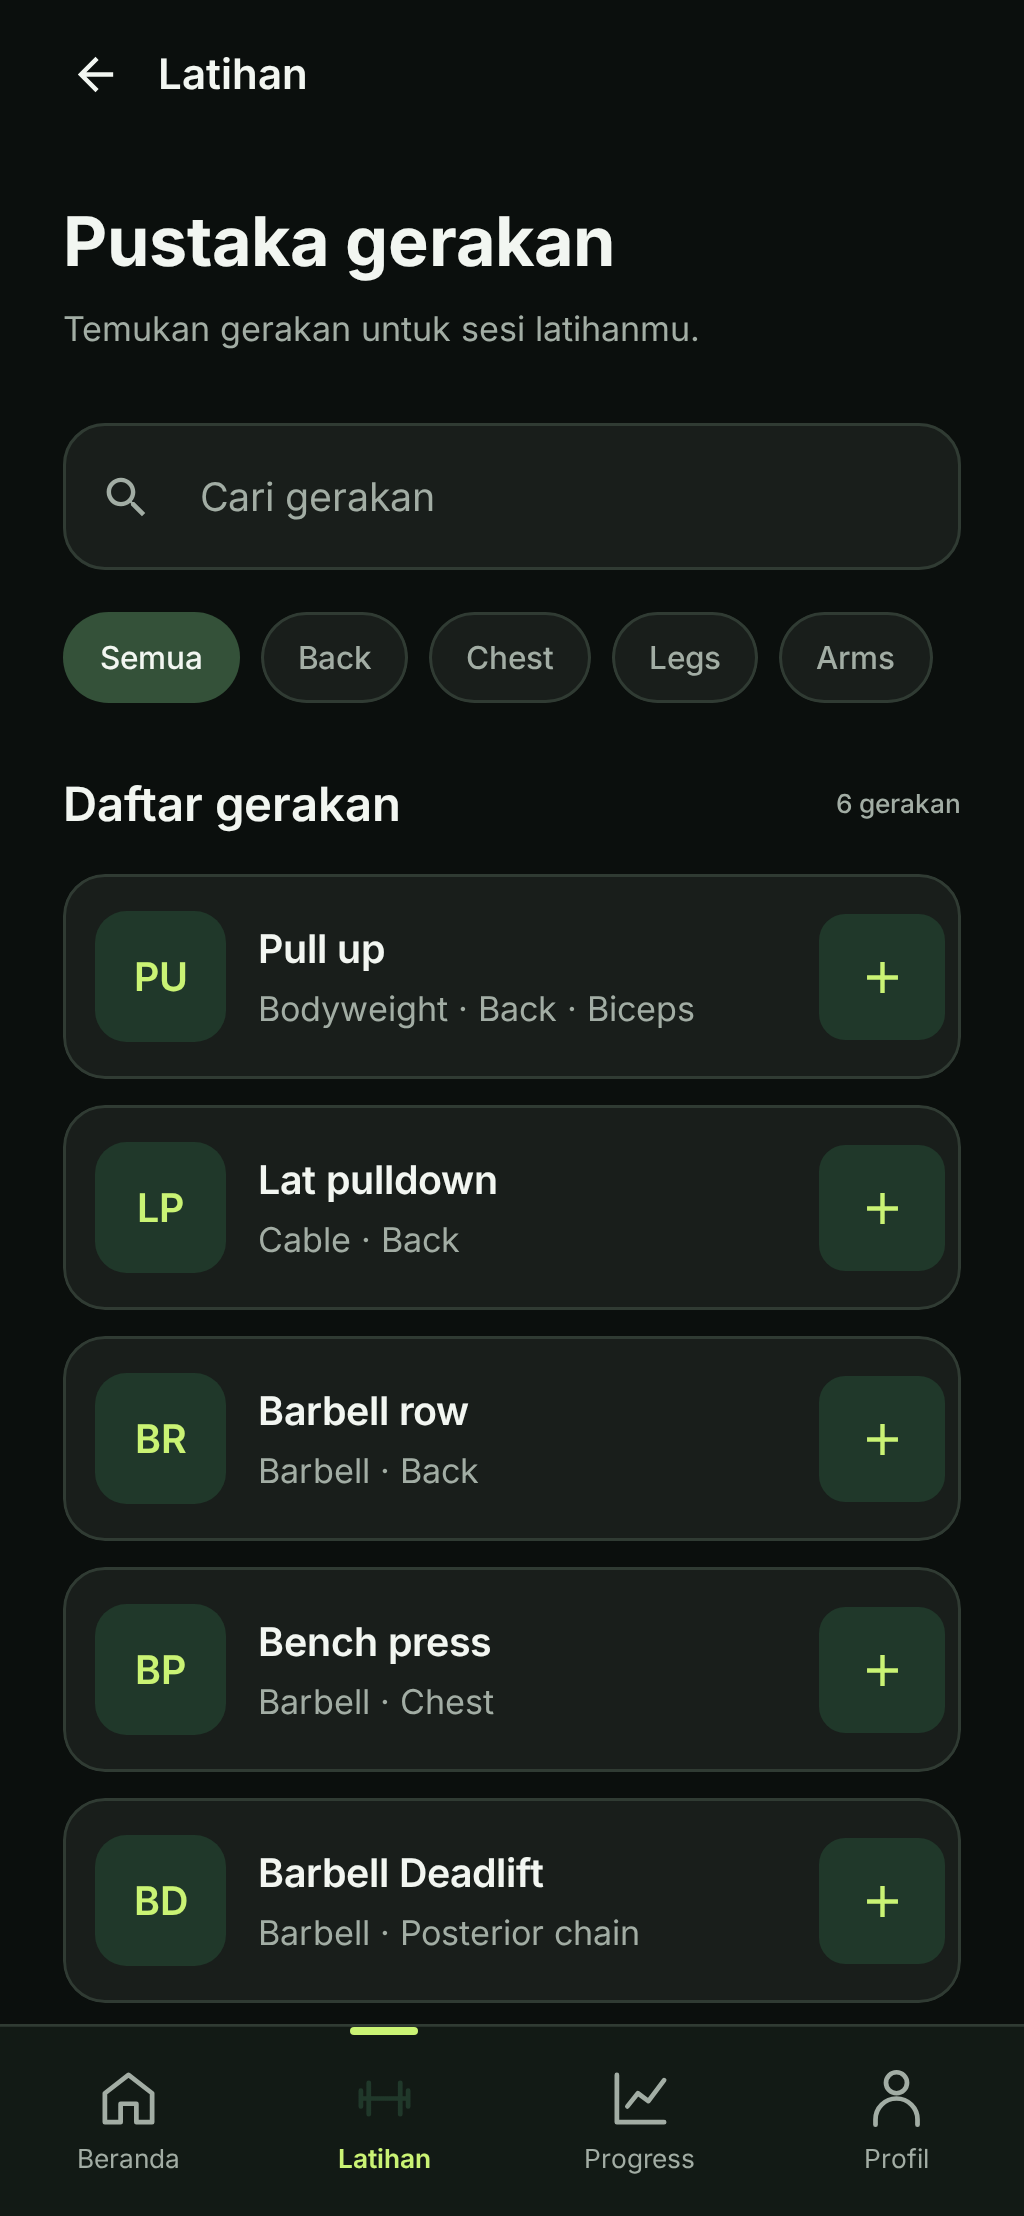 Latihan
Pustaka gerakan
Temukan gerakan untuk sesi latihanmu.
Cari gerakan
Semua Back Chest Legs Arms
Daftar gerakan 6 gerakan
PU Pull up
Bodyweight · Back · Biceps
+
LP Lat pulldown
Cable · Back
+
BR Barbell row
Barbell · Back
+
BP Bench press
Barbell · Chest
+
BD Barbell Deadlift
Barbell · Posterior chain
+
Beranda Latihan Progress Profil